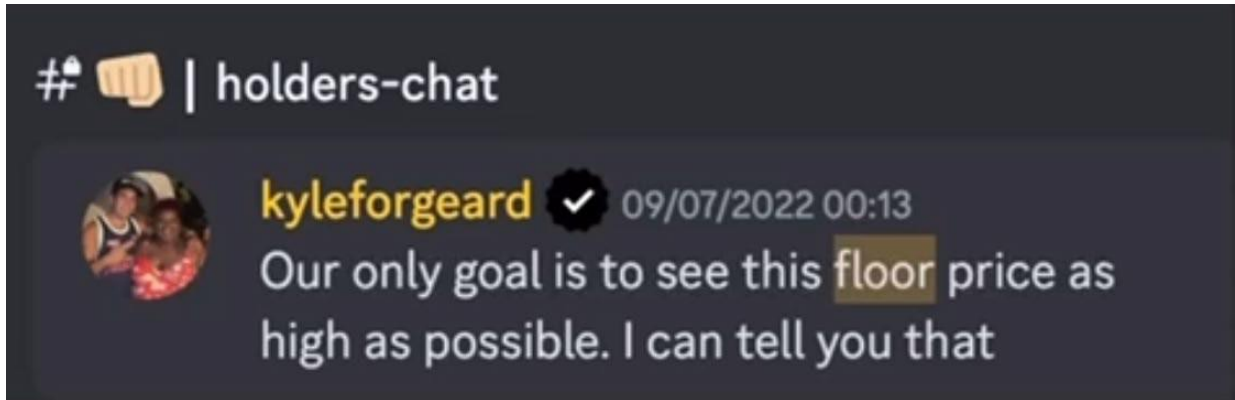 # 👊🏻 | holders-chat
kyleforgeard 09/07/2022 00:13
Our only goal is to see this floor price as
high as possible. I can tell you that